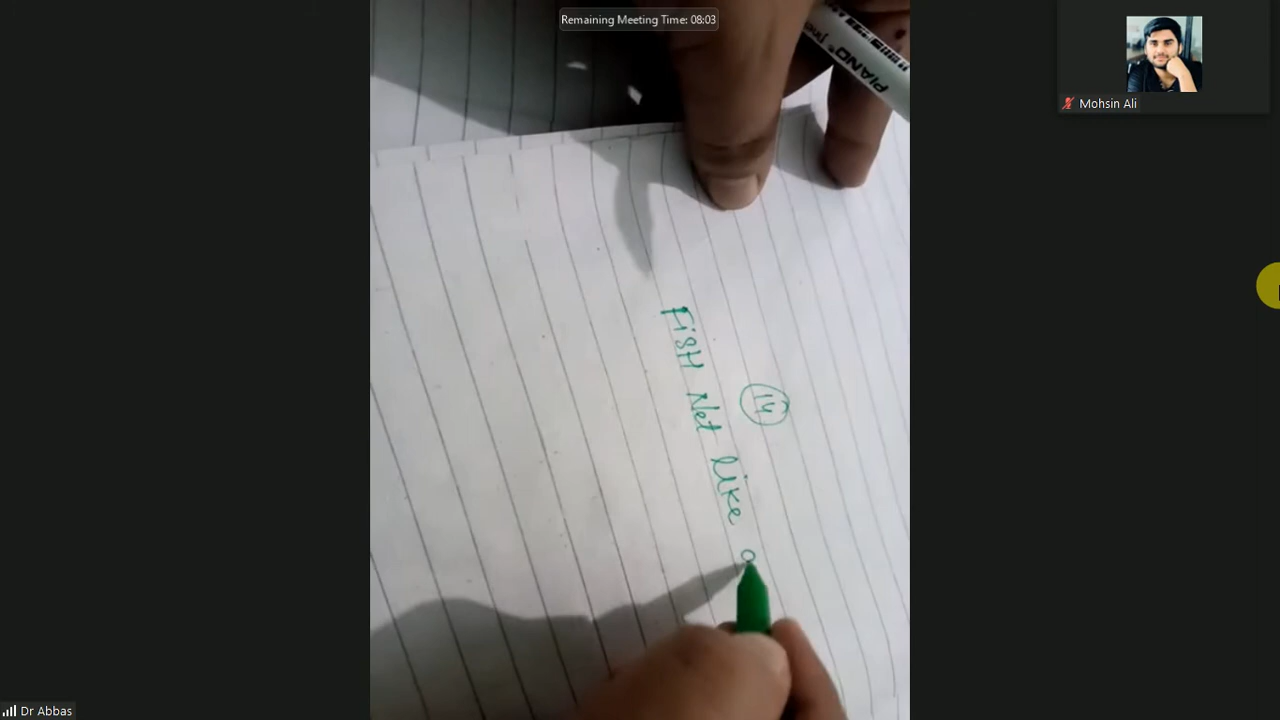 Remaining Meeting Time: 08:03
PIANO
Mohsin Ali
14
FisH Net like
Dr Abbas